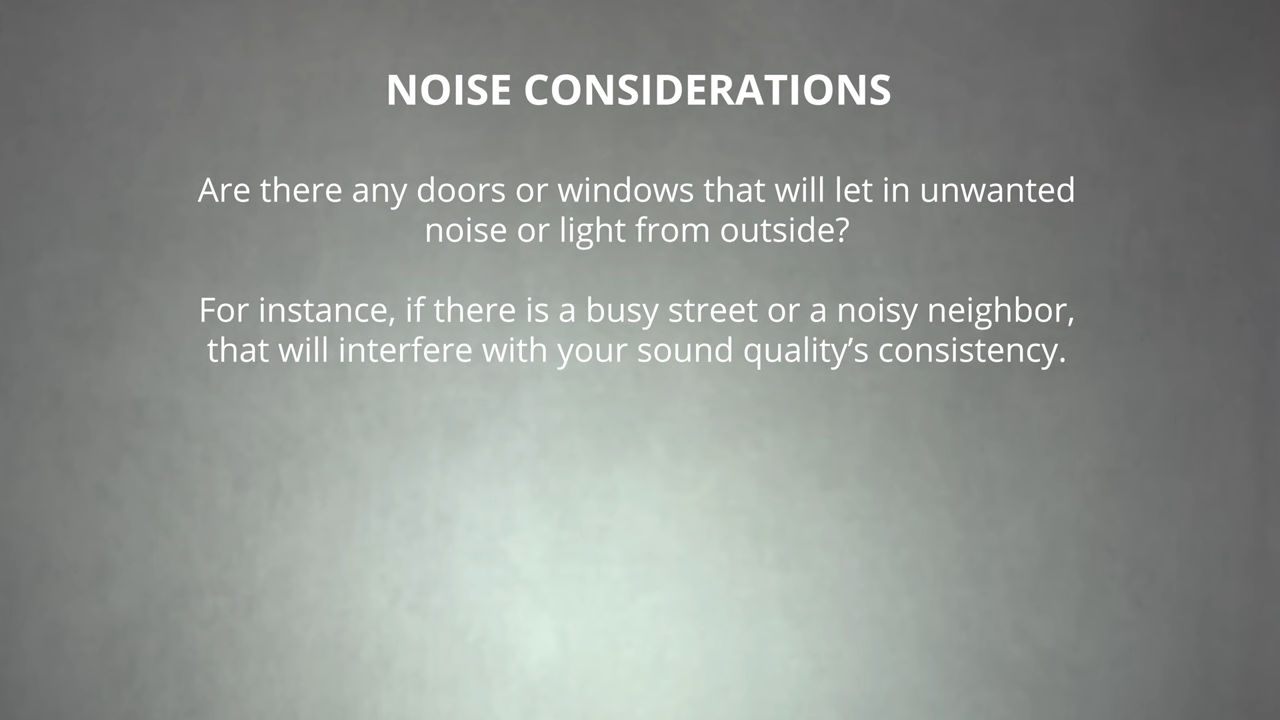 NOISE CONSIDERATIONS
Are there any doors or windows that will let in unwanted
noise or light from outside?
For instance, if there is a busy street or a noisy neighbor,
that will interfere with your sound quality’s consistency.